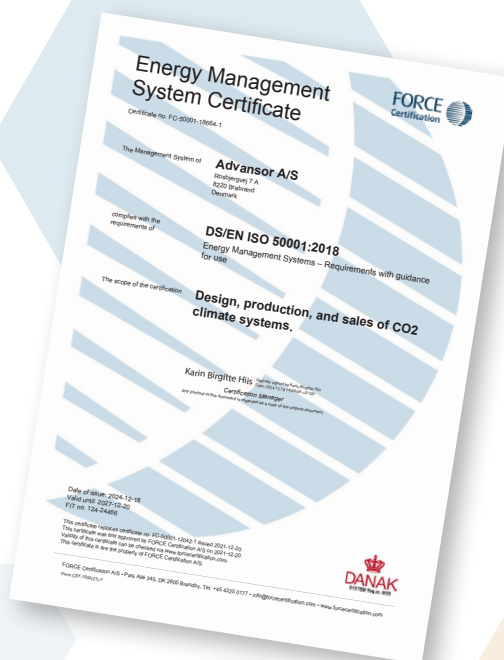 Energy Management
System Certificate
Certificate no. FC-50001-18664-1
FORCE
Certification
The Management System of
Advansor A/S
Rosbjergvej 7 A
8220 Brabrand
Denmark
complies with the
requirements of
DS/EN ISO 50001:2018
Energy Management Systems – Requirements with guidance
for use
The scope of the certification
Design, production, and sales of CO2
climate systems.
Karin Birgitte Hiis
Digitally signed by Karin Birgitte Hiis
Certification Manager
Date of issue: 2024-12-18
Valid until: 2027-12-20
FIT no. 124-24466
This certificate replaces certificate no. FC-50001-13042-1 issued 2021-12-20.
This certificate was first approved by FORCE Certification A/S on 2021-12-20.
Validity of this certificate can be checked via www.forcecertification.com
This certificate is the property of FORCE Certification A/S.
DANAK
FORCE Certification A/S • Park Allé 345, DK 2605 Brøndby. Tel: +45 4325 0177 • info@forcecertification.com • www.forcecertification.com